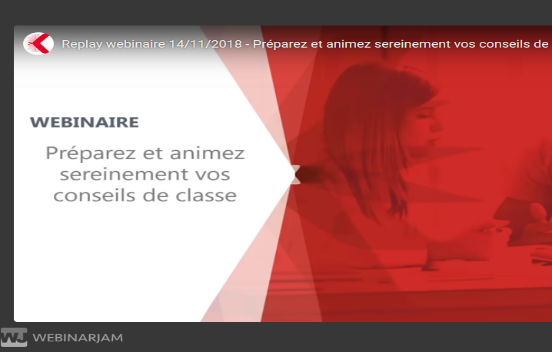 Replay webinaire 14/11/2018 - Préparez et animez sereinement vos conseils de
WEBINAIRE
Préparez et animez
sereinement vos
conseils de classe
WJ WEBINARJAM